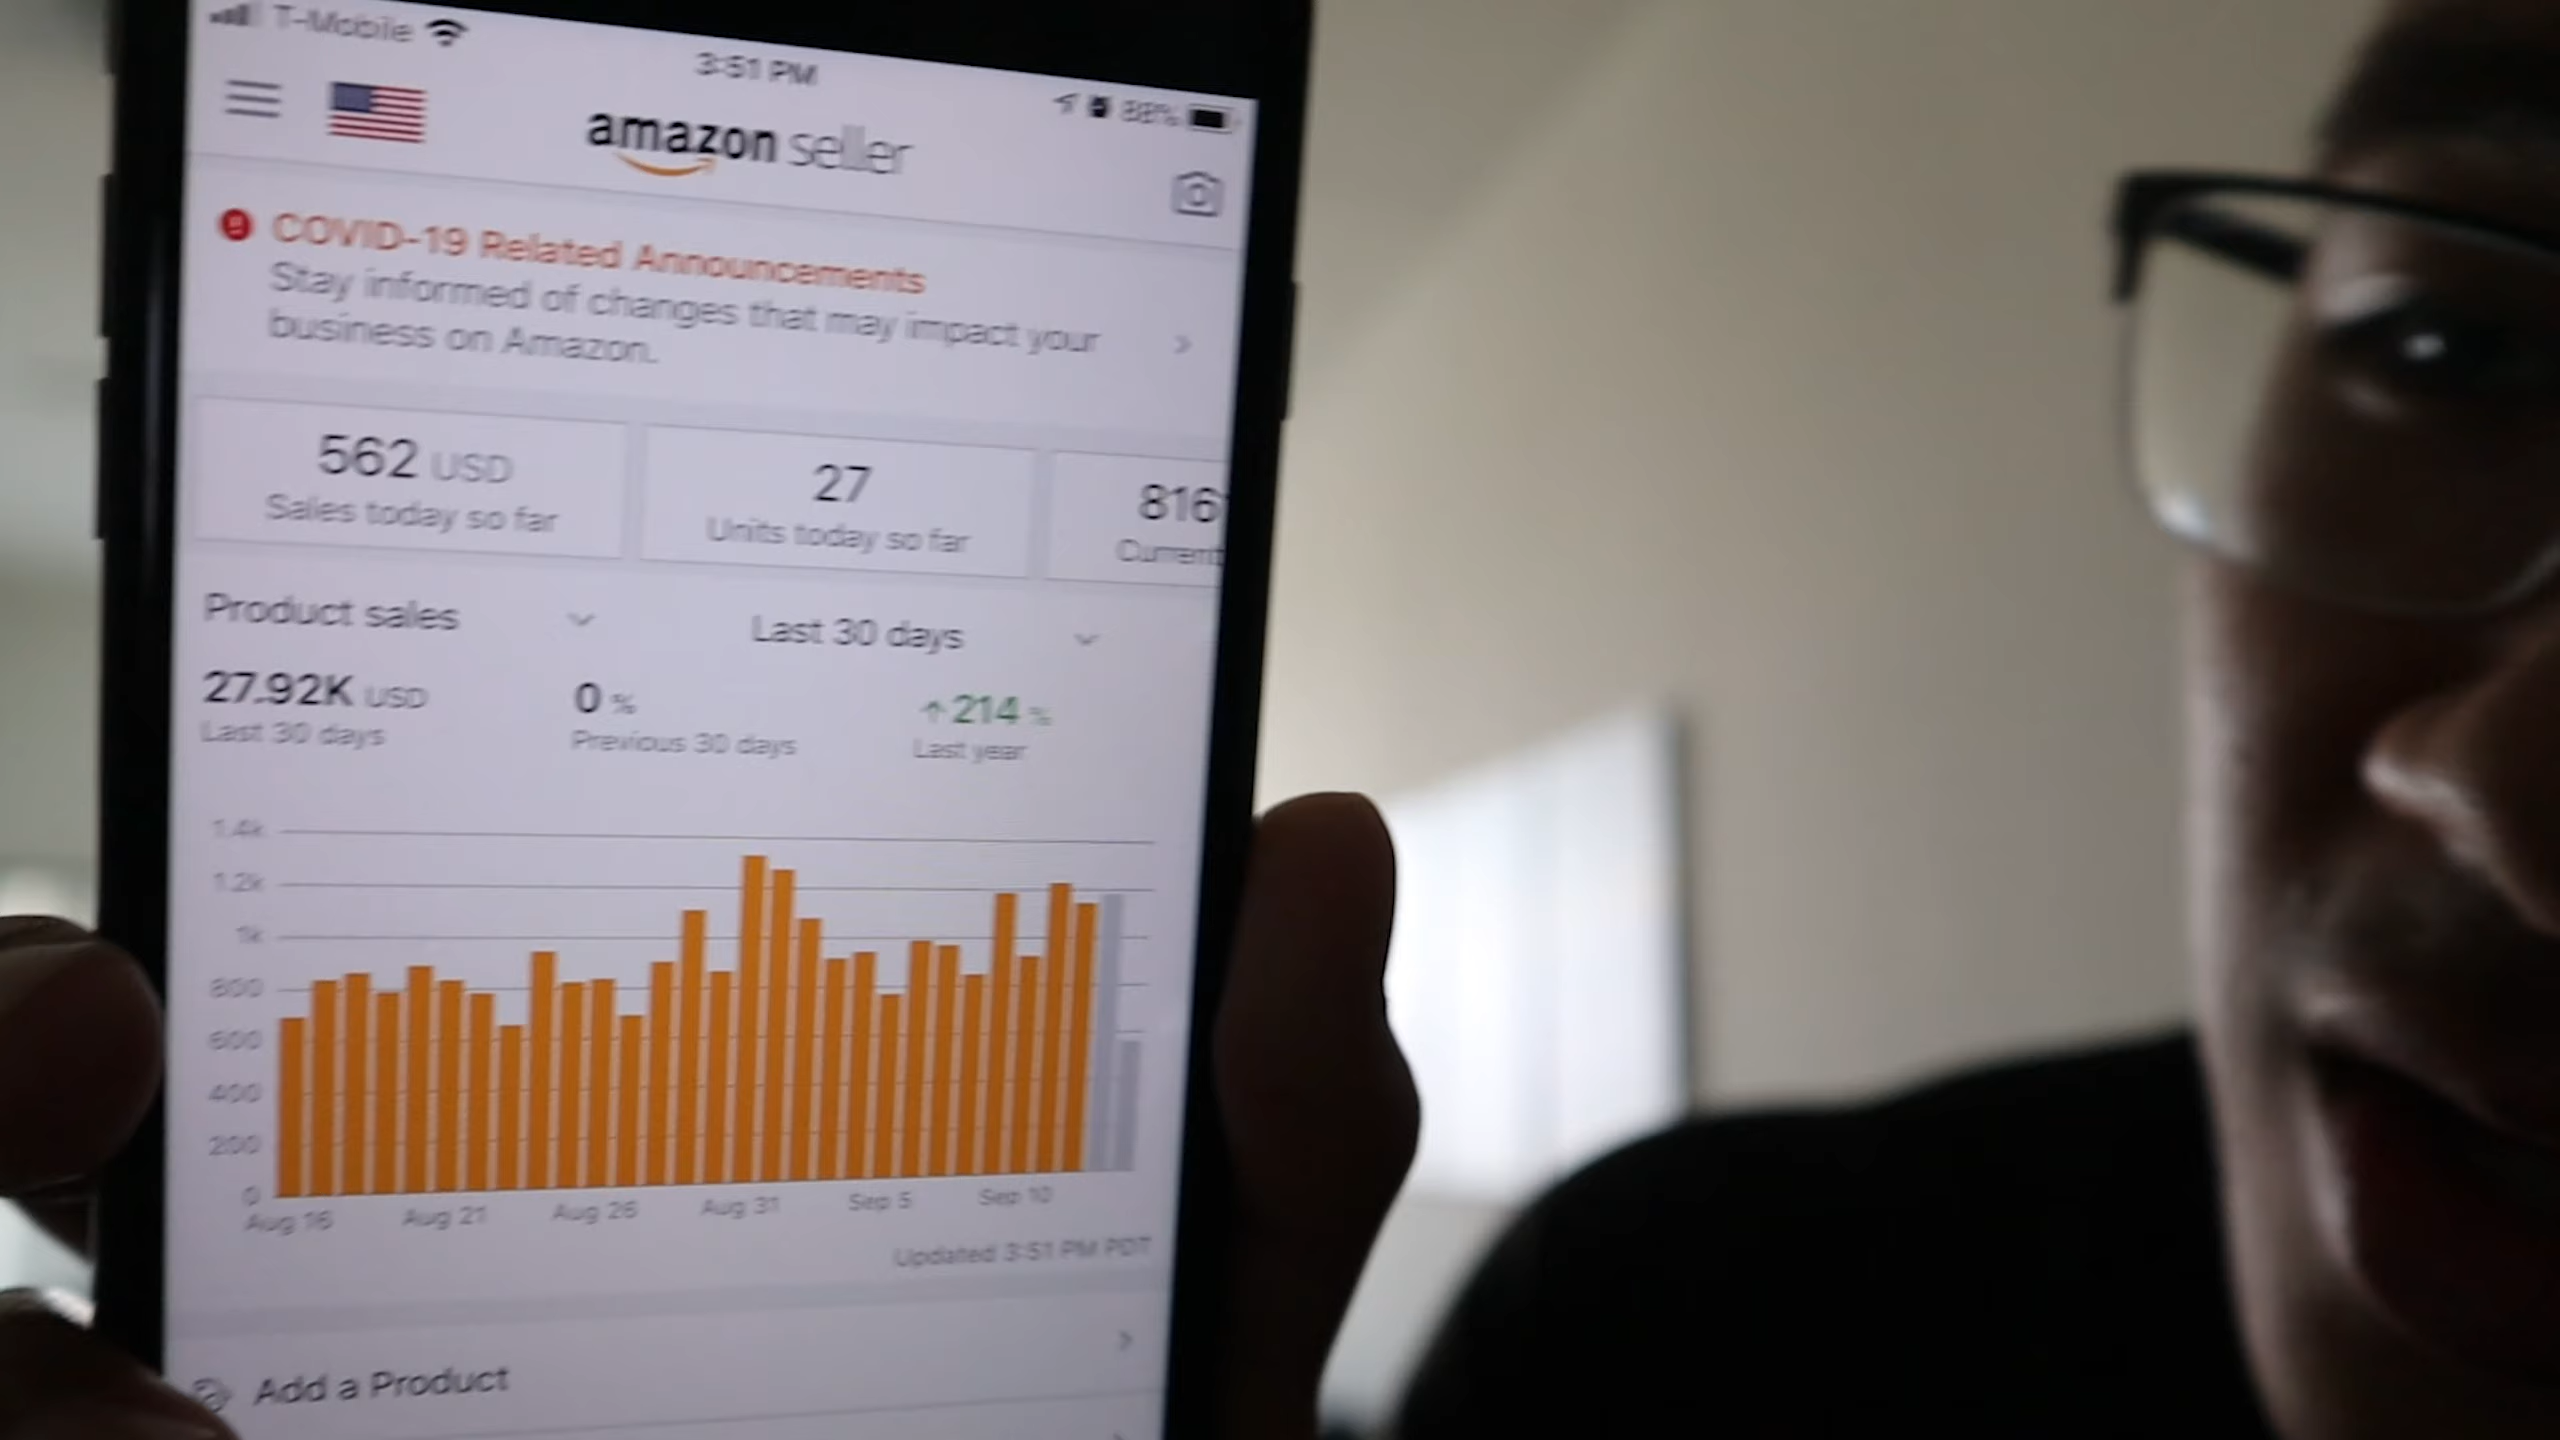 T-Mobile
3:51 PM
88%
amazon seller
COVID-19 Related Announcements
Stay informed of changes that may impact your
business on Amazon.
562 USD
Sales today so far
27
Units today so far
816
Current
Product sales
Last 30 days
27.92K USD
Last 30 days
0 %
Previous 30 days
↑214 %
Last year
1.4k
1.2k
1k
800
600
400
200
0
Aug 16 Aug 21 Aug 26 Aug 31 Sep 5 Sep 10
Updated 3:51 PM PDT
Add a Product